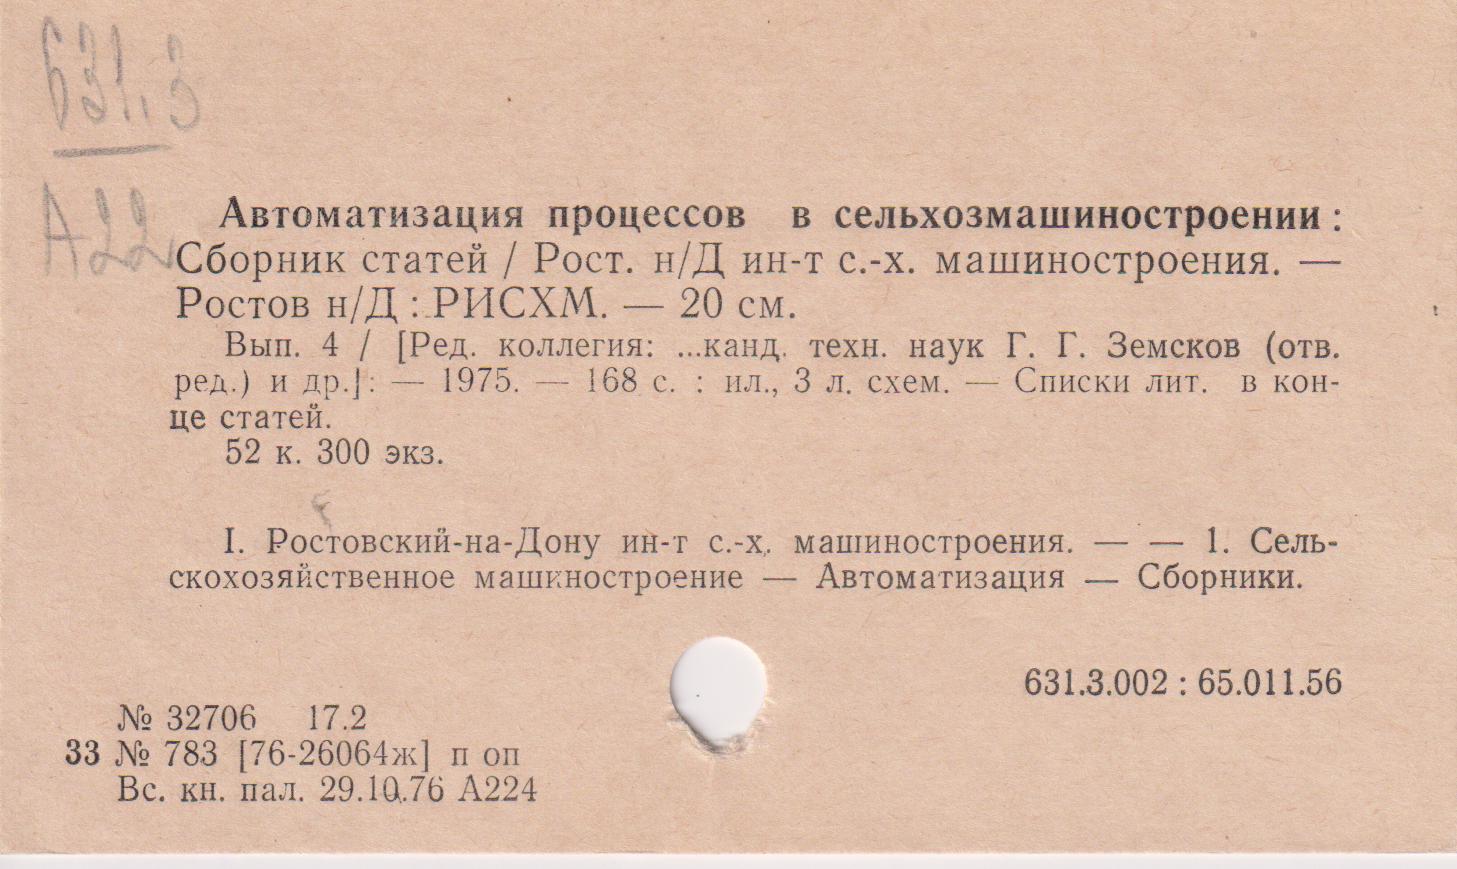 631.3
А22
Автоматизация процессов в сельхозмашиностроении :
Сборник статей / Рост. н/Д ин-т с.-х. машиностроения. —
Ростов н/Д : РИСХМ. — 20 см.
Вып. 4 / [Ред. коллегия: ...канд. техн. наук Г. Г. Земсков (отв.
ред.) и др.]. — 1975. — 168 с. : ил., 3 л. схем. — Списки лит. в кон-
це статей.
52 к. 300 экз.
I. Ростовский-на-Дону ин-т с.-х. машиностроения. — — 1. Сель-
скохозяйственное машиностроение — Автоматизация — Сборники.
631.3.002 : 65.011.56
№ 32706 17.2
33 № 783 [76-26064ж] п оп
Вс. кн. пал. 29.10.76 А224